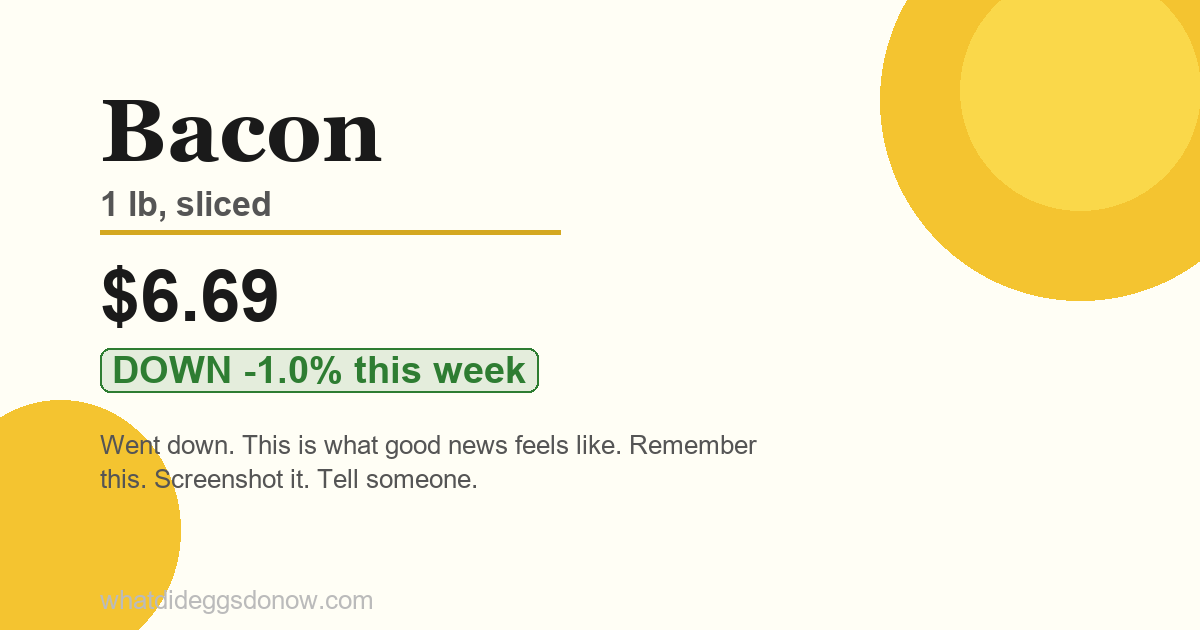 Bacon
1 lb, sliced
$6.69
DOWN -1.0% this week
Went down. This is what good news feels like. Remember
this. Screenshot it. Tell someone.
whatdideggsdonow.com